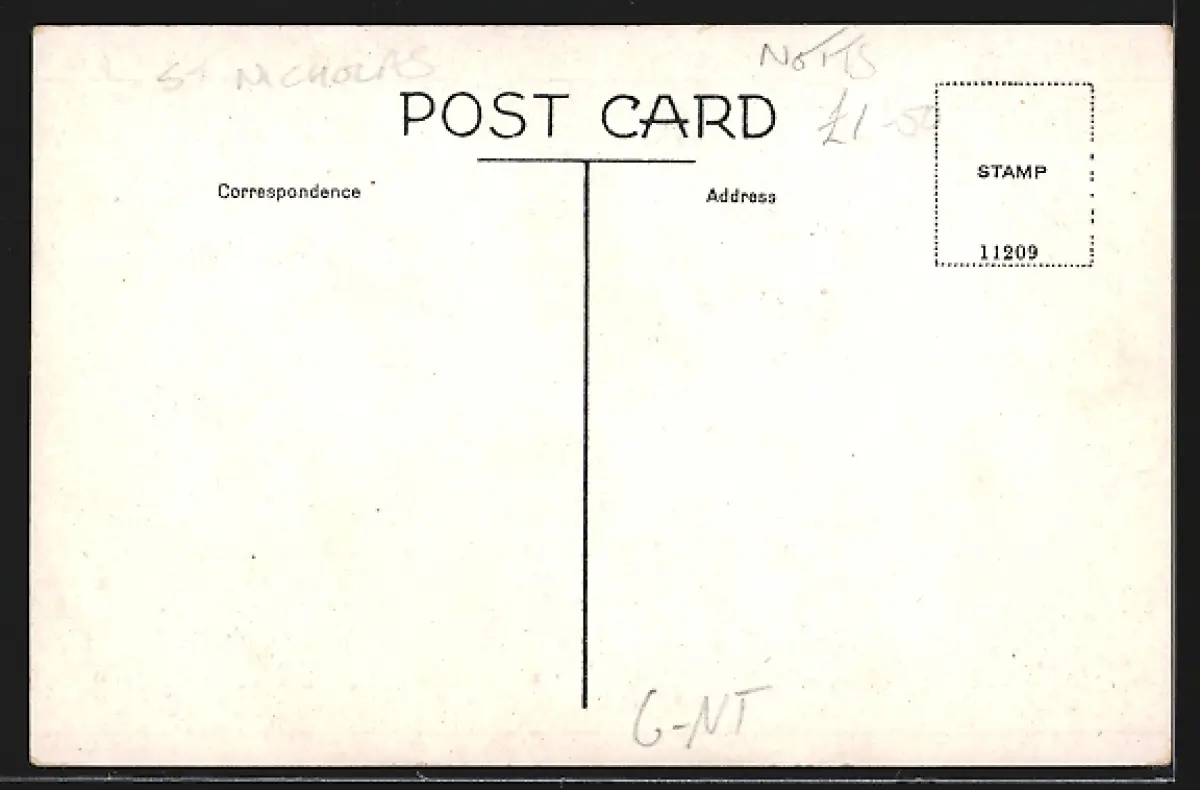 ST NICHOLAS
NOTTS
POST CARD
£1-50
STAMP
Correspondence
Address
11209
G-NT